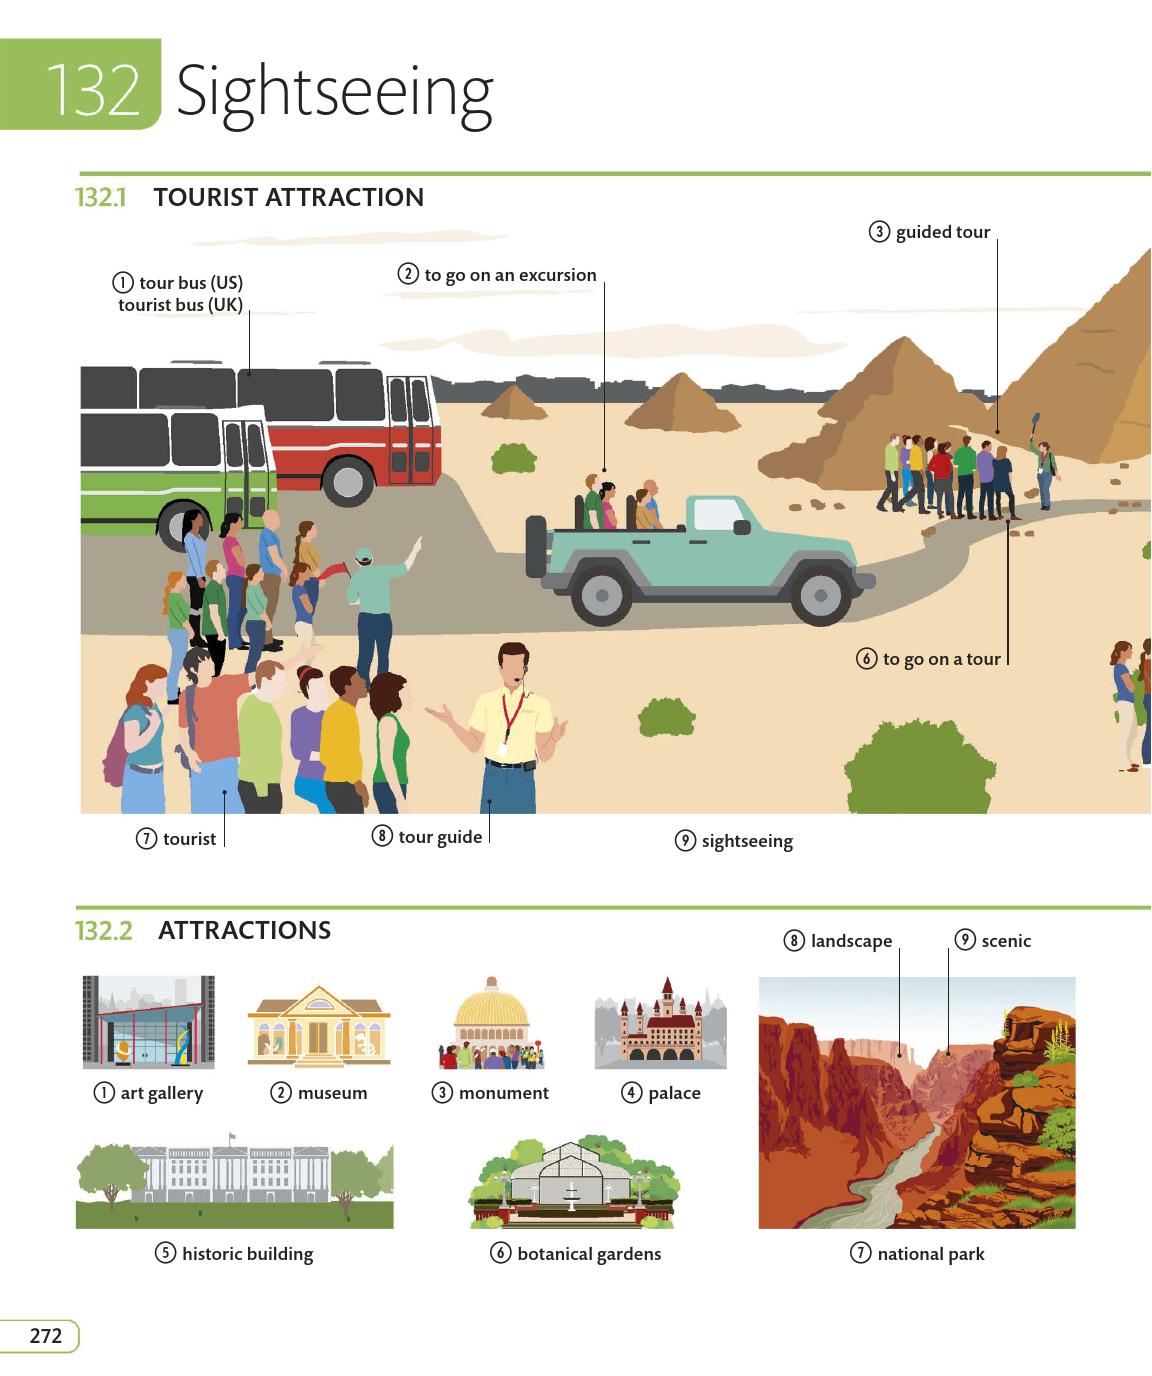 132 Sightseeing
132.1 TOURIST ATTRACTION
① tour bus (US)
tourist bus (UK)
② to go on an excursion
③ guided tour
⑥ to go on a tour
⑦ tourist
⑧ tour guide
⑨ sightseeing
132.2 ATTRACTIONS
⑧ landscape
⑨ scenic
① art gallery
② museum
③ monument
④ palace
⑤ historic building
⑥ botanical gardens
⑦ national park
272